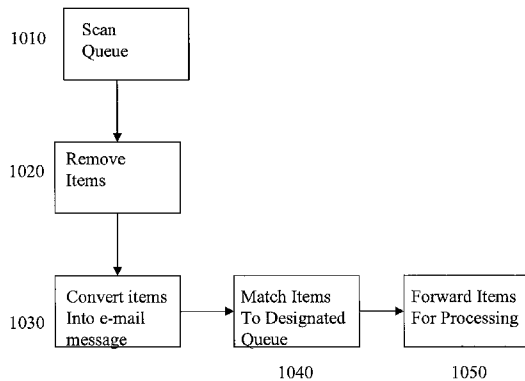 1010
Scan
Queue
1020
Remove
Items
1030
Convert items
Into e-mail
message
Match Items
To Designated
Queue
1040
Forward Items
For Processing
1050